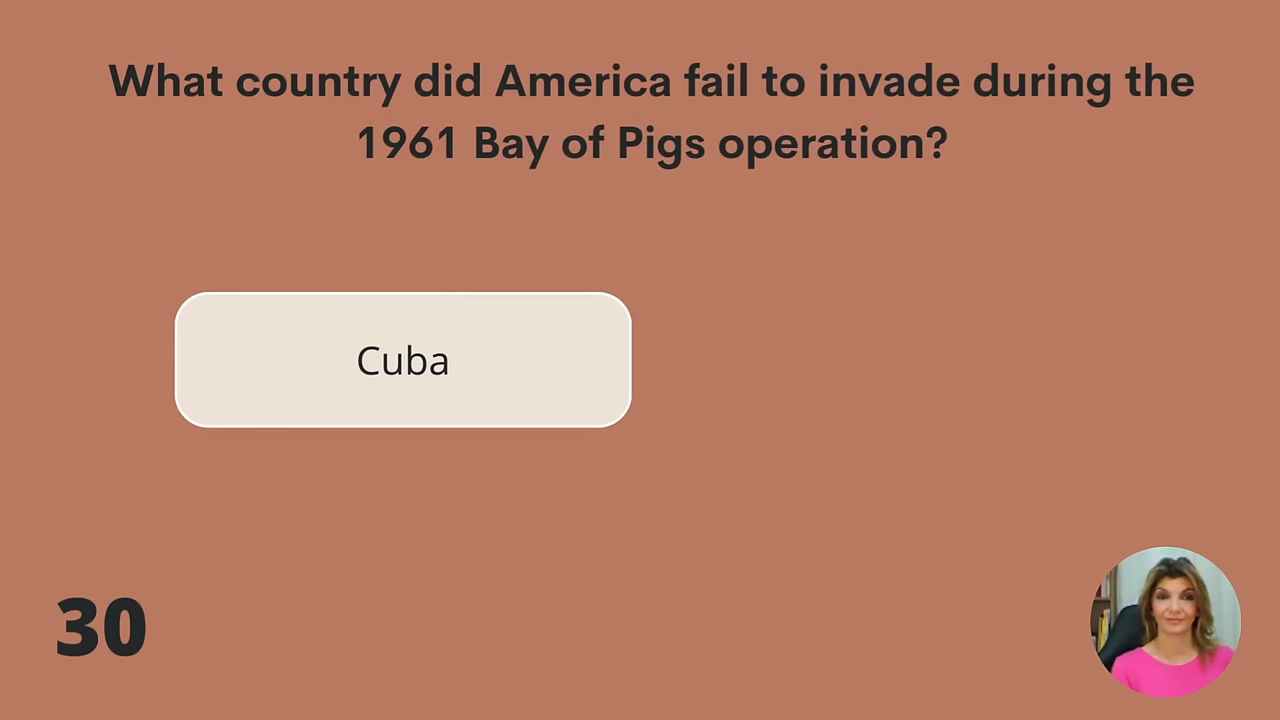 What country did America fail to invade during the
1961 Bay of Pigs operation?
Cuba
30